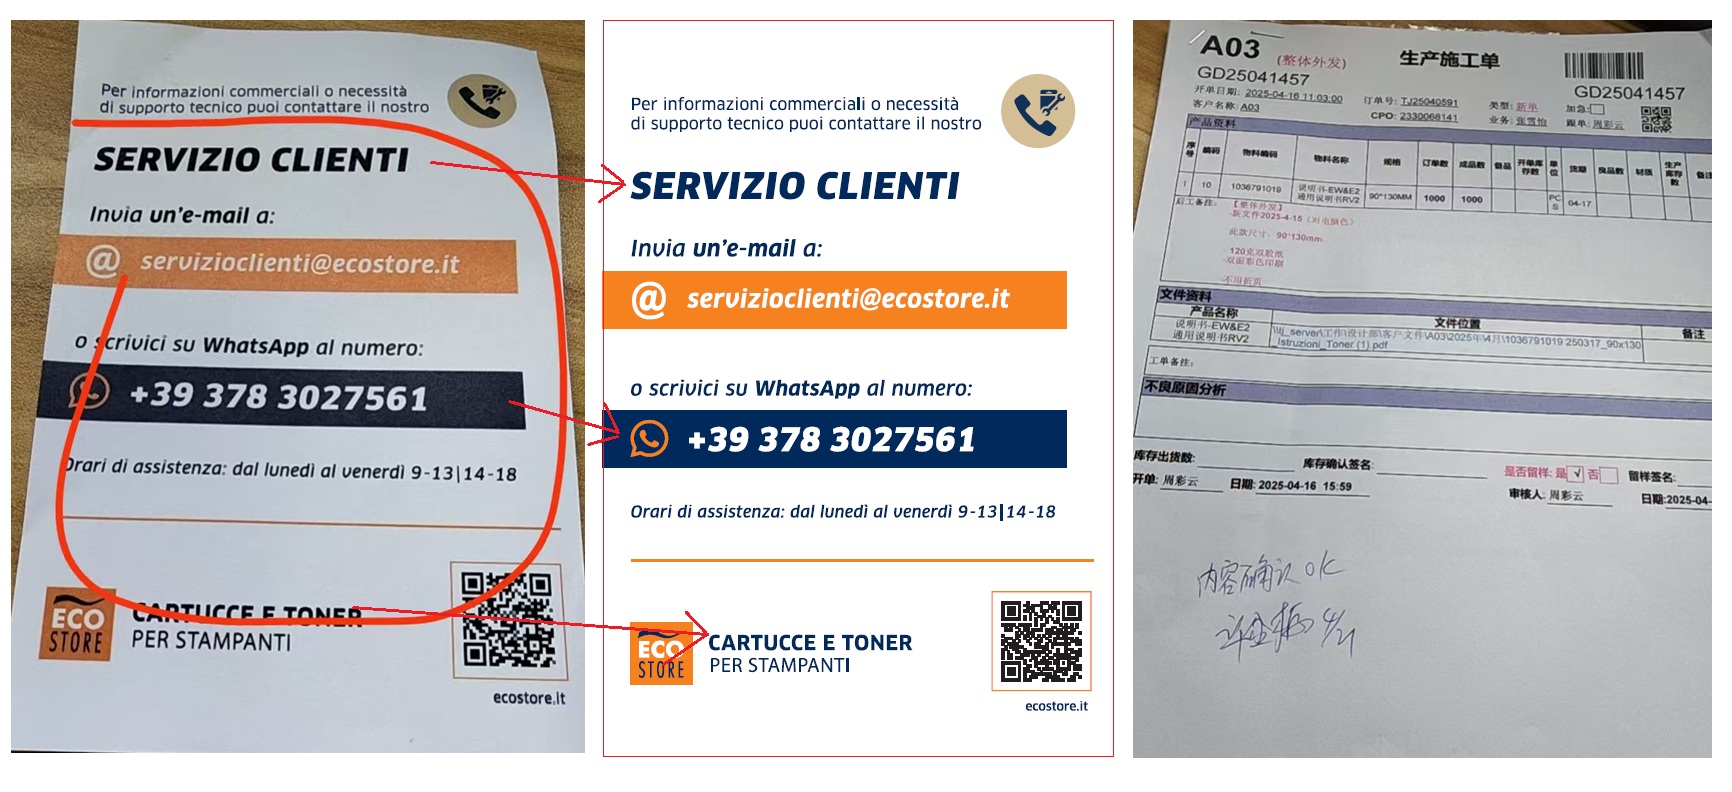 Per informazioni commerciali o necessità
di supporto tecnico puoi contattare il nostro
SERVIZIO CLIENTI
Invia un'e-mail a:
@ servizioclienti@ecostore.it
o scrivici su WhatsApp al numero:
+39 378 3027561
Orari di assistenza: dal lunedì al venerdì 9-13|14-18
ECO
STORE
CARTUCCE E TONER
PER STAMPANTI
ecostore.it
Per informazioni commerciali o necessità
di supporto tecnico puoi contattare il nostro
SERVIZIO CLIENTI
Invia un'e-mail a:
@ servizioclienti@ecostore.it
o scrivici su WhatsApp al numero:
+39 378 3027561
Orari di assistenza: dal lunedì al venerdì 9-13|14-18
ECO
STORE
CARTUCCE E TONER
PER STAMPANTI
ecostore.it
A03 (整体外发) 生产施工单
GD25041457 GD25041457
开单日期: 2025-04-16 11:03:00 订单号: TJ25040591 类型: 新单 加急:
客户名称: A03 CPO: 2330068141 业务: 张雪怡 跟单: 周彩云
产品资料
序号 编码 物料编码 物料名称 规格 订单数 成品数 备品 开单库存数 单位 货期 良品数 材质 生产库存数 备注
1 10 1036791019 说明书-EW&E2通用说明书RV2 90*130MM 1000 1000 PCS 04-17
后工备注: 【整体外发】
-新文件2025-4-15（对电脑色）
此款尺寸: 90*130mm
-120克双胶纸
-双面彩色印刷
不用折页
文件资料
产品名称 文件位置 备注
说明书-EW&E2
通用说明书RV2
_server\工作\设计部\客户文件\A03\2025年\4月\1036791019 250317_90x130
_Istruzioni_Toner (1).pdf
工单备注:
不良原因分析
库存出货数: 库存确认签名: 是否留样: 是 √ 否 留样签名:
开单: 周彩云 日期: 2025-04-16 15:59 审核人: 周彩云 日期:2025-04-
内容确认OK
4/21